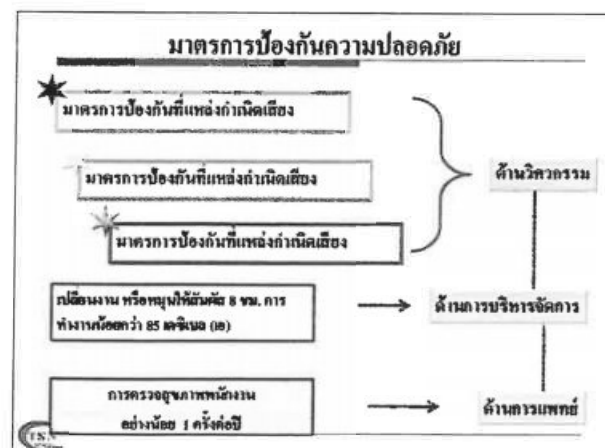 มาตรการป้องกันความปลอดภัย
มาตรการป้องกันที่แหล่งกำเนิดเสียง
มาตรการป้องกันที่แหล่งกำเนิดเสียง
มาตรการป้องกันที่แหล่งกำเนิดเสียง
ด้านวิศวกรรม
เปลี่ยนงาน หรือหมุนให้สัมผัส 8 ชม. การ
ทำงานน้อยกว่า 85 เดซิเบล (เอ)
ด้านการบริหารจัดการ
การตรวจสุขภาพพนักงาน
อย่างน้อย 1 ครั้งต่อปี
ด้านการแพทย์